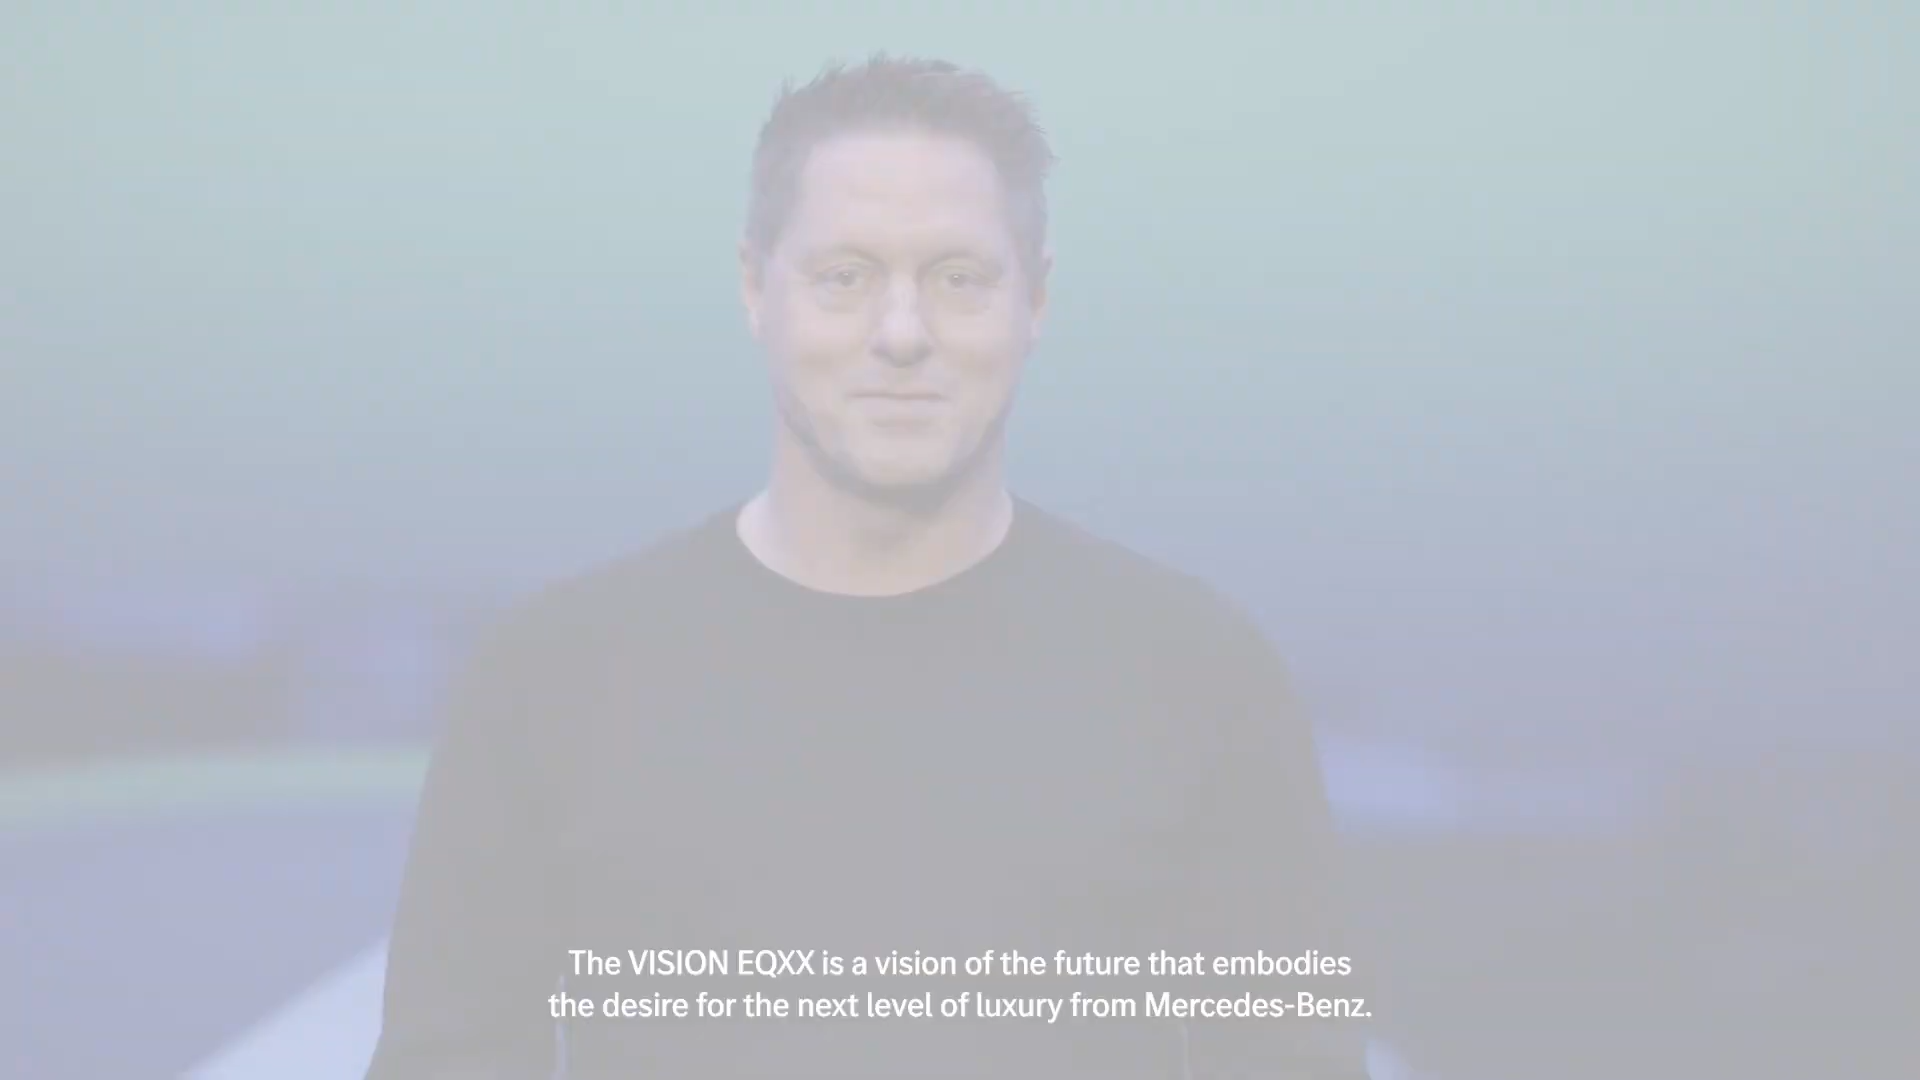 The VISION EQXX is a vision of the future that embodies
the desire for the next level of luxury from Mercedes-Benz.